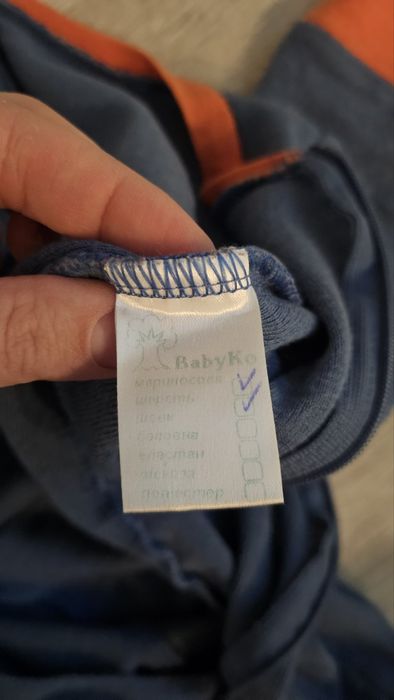 BabyKo
мериносова
шерсть
шовк
бавовна
еластан
віскоза
поліестер